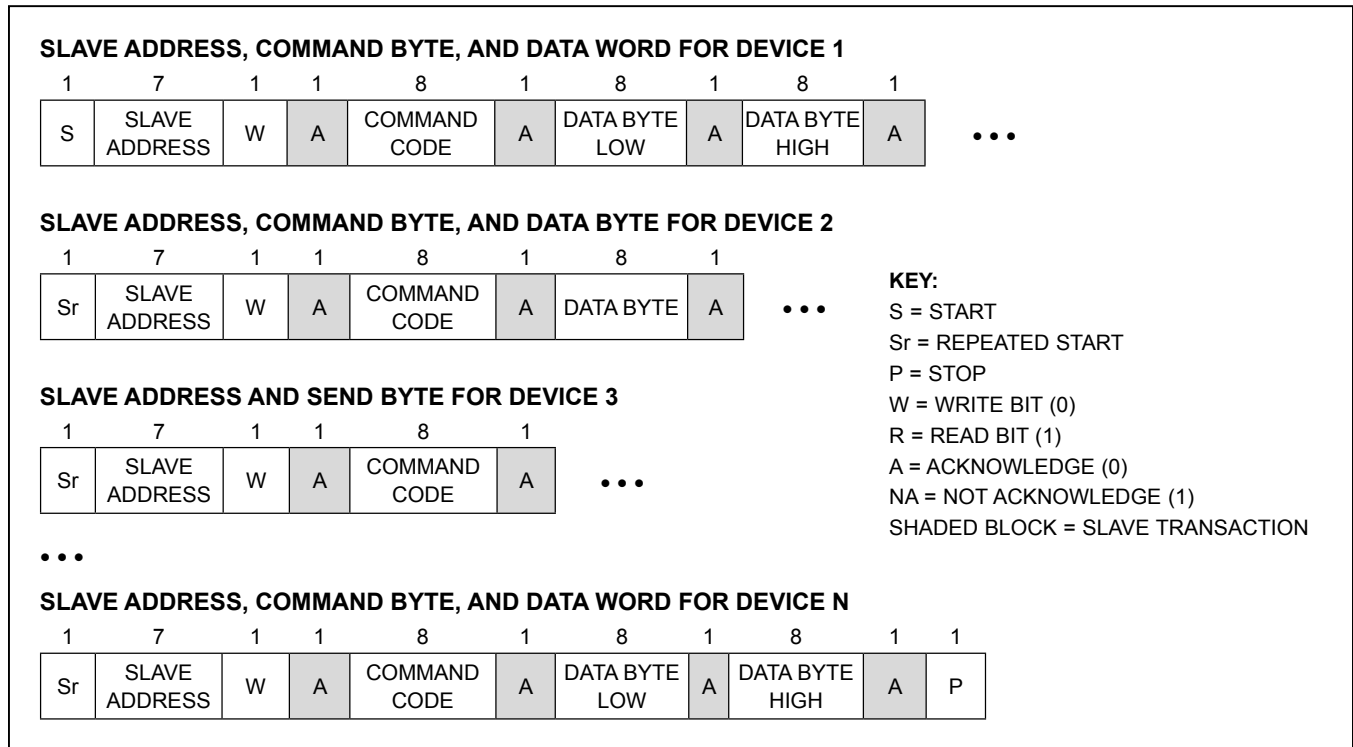 SLAVE ADDRESS, COMMAND BYTE, AND DATA WORD FOR DEVICE 1
1 7 1 1 8 1 8 1 8 1
S SLAVE ADDRESS W A COMMAND CODE A DATA BYTE LOW A DATA BYTE HIGH A •••
SLAVE ADDRESS, COMMAND BYTE, AND DATA BYTE FOR DEVICE 2
1 7 1 1 8 1 8 1
Sr SLAVE ADDRESS W A COMMAND CODE A DATA BYTE A •••
SLAVE ADDRESS AND SEND BYTE FOR DEVICE 3
1 7 1 1 8 1
Sr SLAVE ADDRESS W A COMMAND CODE A •••
•••
KEY:
S = START
Sr = REPEATED START
P = STOP
W = WRITE BIT (0)
R = READ BIT (1)
A = ACKNOWLEDGE (0)
NA = NOT ACKNOWLEDGE (1)
SHADED BLOCK = SLAVE TRANSACTION
SLAVE ADDRESS, COMMAND BYTE, AND DATA WORD FOR DEVICE N
1 7 1 1 8 1 8 1 8 1 1
Sr SLAVE ADDRESS W A COMMAND CODE A DATA BYTE LOW A DATA BYTE HIGH A P